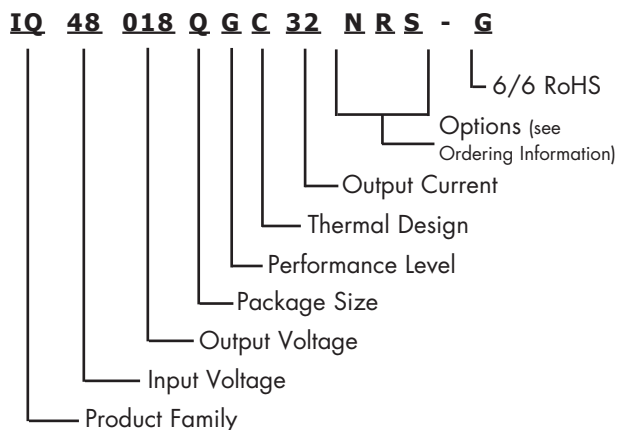 IQ 48 018 Q G C 32 N R S - G
6/6 RoHS
Options (see
Ordering Information)
Output Current
Thermal Design
Performance Level
Package Size
Output Voltage
Input Voltage
Product Family